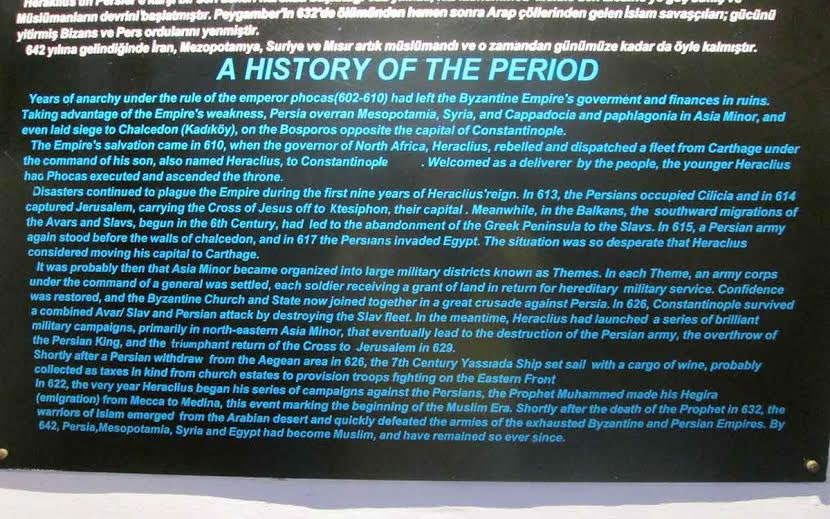 Müslümanların devrini başlatmıştır. Peygamber'in 632'de ölümünden hemen sonra Arap çöllerinden gelen İslam savaşçıları; gücünü
yitirmiş Bizans ve Pers ordularını yenmiştir.
642 yılına gelindiğinde İran, Mezopotamya, Suriye ve Mısır artık müslümandı ve o zamandan günümüze kadar da öyle kalmıştır.
A HISTORY OF THE PERIOD
Years of anarchy under the rule of the emperor phocas(602-610) had left the Byzantine Empire's goverment and finances in ruins.
Taking advantage of the Empire's weakness, Persia overran Mesopotamia, Syria, and Cappadocia and paphlagonia in Asia Minor, and
even laid siege to Chalcedon (Kadıköy), on the Bosporos opposite the capital of Constantinople.
The Empire's salvation came in 610, when the governor of North Africa, Heraclius, rebelled and dispatched a fleet from Carthage under
the command of his son, also named Heraclius, to Constantinople . Welcomed as a deliverer by the people, the younger Heraclius
had Phocas executed and ascended the throne.
Disasters continued to plague the Empire during the first nine years of Heraclius'reign. In 613, the Persians occupied Cilicia and in 614
captured Jerusalem, carrying the Cross of Jesus off to Ktesiphon, their capital . Meanwhile, in the Balkans, the southward migrations of
the Avars and Slavs, begun in the 6th Century, had led to the abandonment of the Greek Peninsula to the Slavs. In 615, a Persian army
again stood before the walls of chalcedon, and in 617 the Persians invaded Egypt. The situation was so desperate that Heraclius
considered moving his capital to Carthage.
It was probably then that Asia Minor became organized into large military districts known as Themes. In each Theme, an army corps
under the command of a general was settled, each soldier receiving a grant of land in return for hereditary military service. Confidence
was restored, and the Byzantine Church and State now joined together in a great crusade against Persia. In 626, Constantinople survived
a combined Avar/ Slav and Persian attack by destroying the Slav fleet. In the meantime, Heraclius had launched a series of brilliant
military campaigns, primarily in north-eastern Asia Minor, that eventually lead to the destruction of the Persian army, the overthrow of
the Persian King, and the triumphant return of the Cross to Jerusalem in 629.
Shortly after a Persian withdraw from the Aegean area in 626, the 7th Century Yassıada Ship set sail with a cargo of wine, probably
collected as taxes in kind from church estates to provision troops fighting on the Eastern Front
In 622, the very year Heraclius began his series of campaigns against the Persians, the Prophet Muhammed made his Hegira
(emigration) from Mecca to Medina, this event marking the beginning of the Muslim Era. Shortly after the death of the Prophet in 632, the
warriors of Islam emerged from the Arabian desert and quickly defeated the armies of the exhausted Byzantine and Persian Empires. By
642, Persia,Mesopotamia, Syria and Egypt had become Muslim, and have remained so ever since.